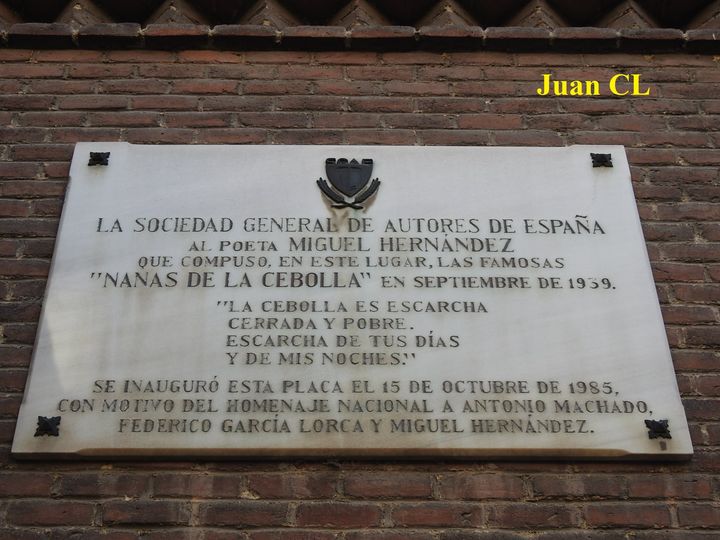 Juan CL
LA SOCIEDAD GENERAL DE AUTORES DE ESPAÑA
AL POETA MIGUEL HERNÁNDEZ
QUE COMPUSO, EN ESTE LUGAR, LAS FAMOSAS
"NANAS DE LA CEBOLLA" EN SEPTIEMBRE DE 1939.
"LA CEBOLLA ES ESCARCHA
CERRADA Y POBRE.
ESCARCHA DE TUS DÍAS
Y DE MIS NOCHES."
SE INAUGURÓ ESTA PLACA EL 15 DE OCTUBRE DE 1985,
CON MOTIVO DEL HOMENAJE NACIONAL A ANTONIO MACHADO,
FEDERICO GARCÍA LORCA Y MIGUEL HERNÁNDEZ.